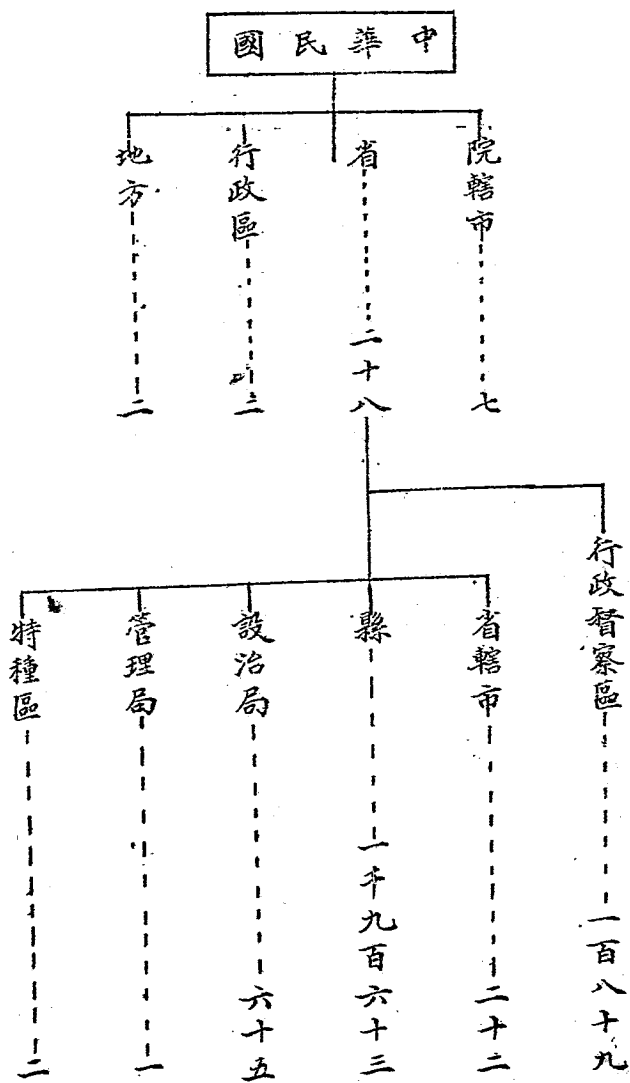 中華民國
院轄市 七
省 二十八
行政區 三
地方 二
行政督察區 一百八十九
省轄市 二十二
縣 一千九百六十三
設治局 六十五
管理局 一
特種區 二